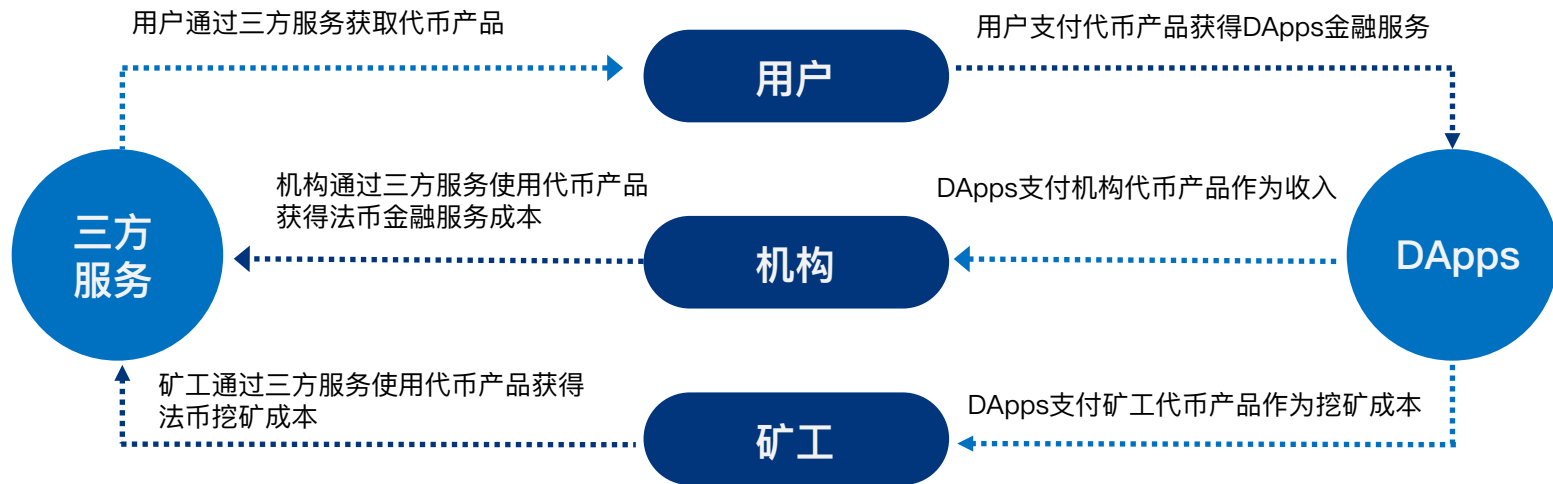 用户通过三方服务获取代币产品
用户支付代币产品获得DApps金融服务
用户
机构通过三方服务使用代币产品
获得法币金融服务成本
DApps支付机构代币产品作为收入
三方
服务
机构
DApps
矿工通过三方服务使用代币产品获得
法币挖矿成本
DApps支付矿工代币产品作为挖矿成本
矿工